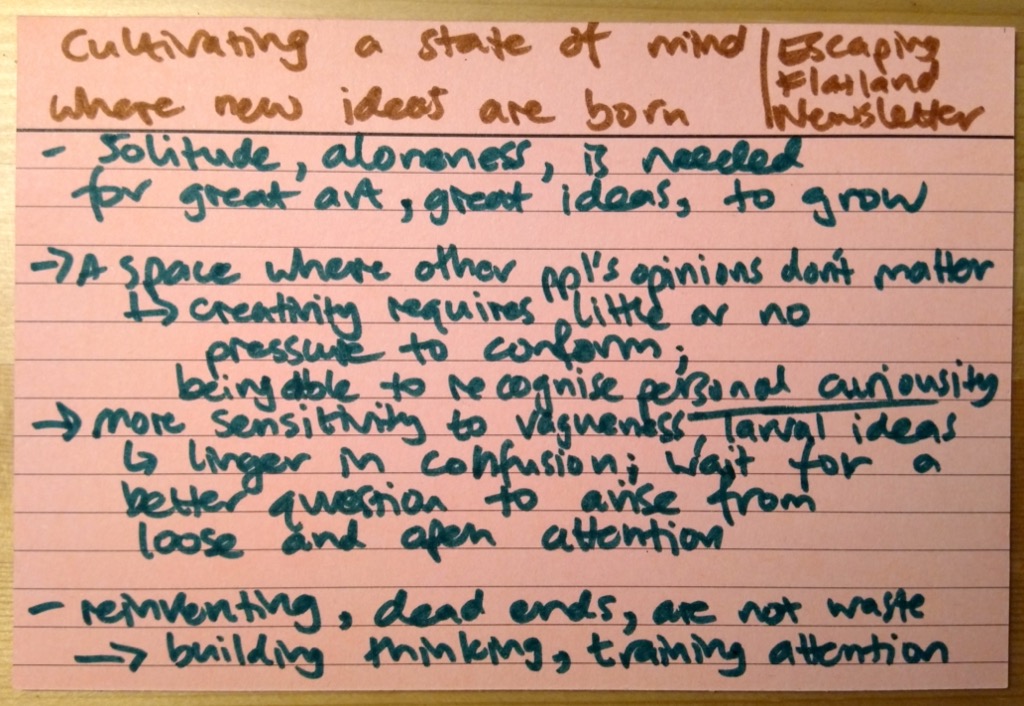 Cultivating a state of mind
where new ideas are born
Escaping
Flatland
Newsletter
- Solitude, aloneness, is needed
for great art, great ideas, to grow
→ A space where other ppl's opinions don't matter
↳ creativity requires little or no
pressure to conform;
being able to recognise personal curiousity
→ more sensitivity to vagueness larval ideas
↳ linger in confusion; wait for a
better question to arise from
loose and open attention
- reinventing, dead ends, are not waste
→ building thinking, training attention